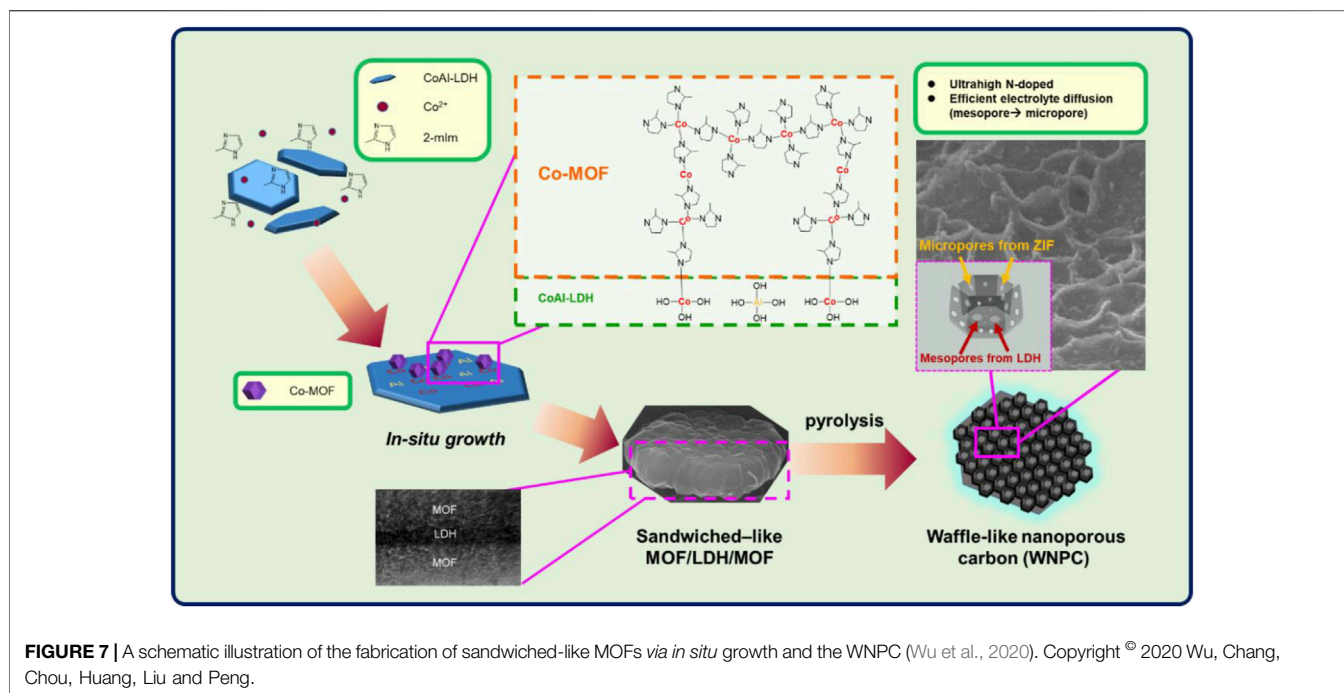 CoAl-LDH
Co2+
2-mIm
Co-MOF
CoAl-LDH
● Ultrahigh N-doped
● Efficient electrolyte diffusion
(mesopore→ micropore)
Micropores from ZIF
Mesopores from LDH
Co-MOF
In-situ growth
MOF
LDH
MOF
Sandwiched–like
MOF/LDH/MOF
pyrolysis
Waffle-like nanoporous
carbon (WNPC)
FIGURE 7 | A schematic illustration of the fabrication of sandwiched-like MOFs via in situ growth and the WNPC (Wu et al., 2020). Copyright © 2020 Wu, Chang,
Chou, Huang, Liu and Peng.